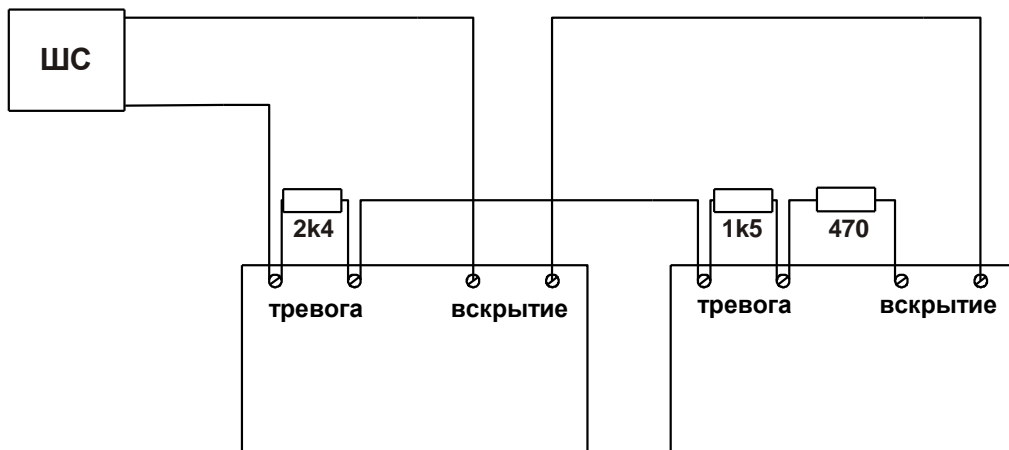 ШС
2k4
1k5
470
тревога
вскрытие
тревога
вскрытие